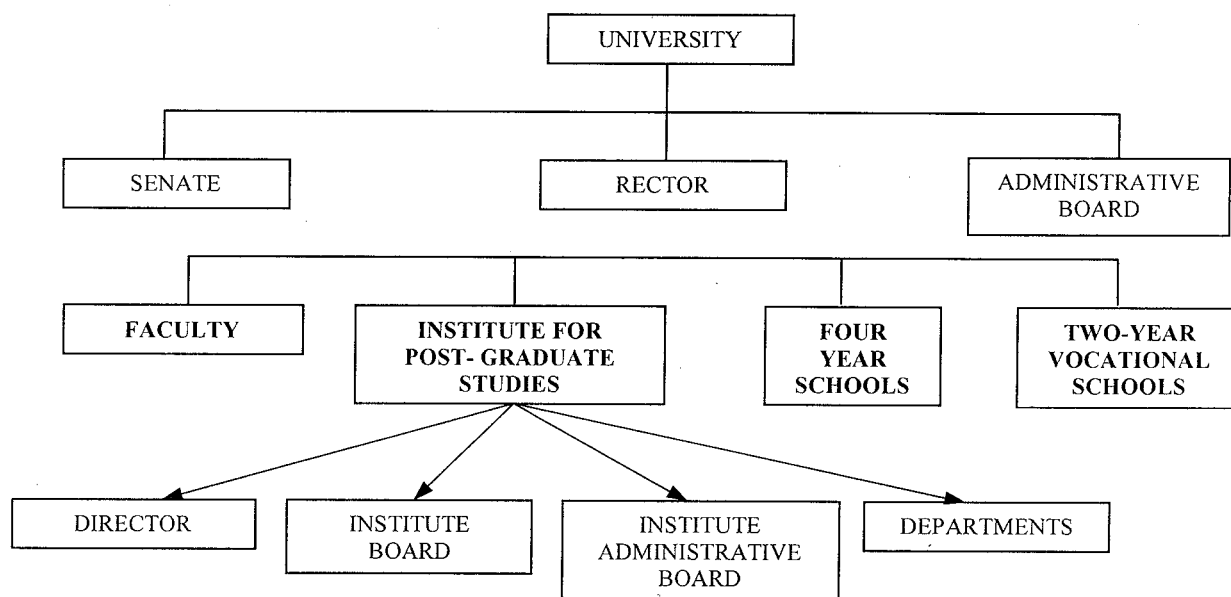 UNIVERSITY
SENATE
RECTOR
ADMINISTRATIVE
BOARD
FACULTY
INSTITUTE FOR
POST- GRADUATE
STUDIES
FOUR
YEAR
SCHOOLS
TWO-YEAR
VOCATIONAL
SCHOOLS
DIRECTOR
INSTITUTE
BOARD
INSTITUTE
ADMINISTRATIVE
BOARD
DEPARTMENTS